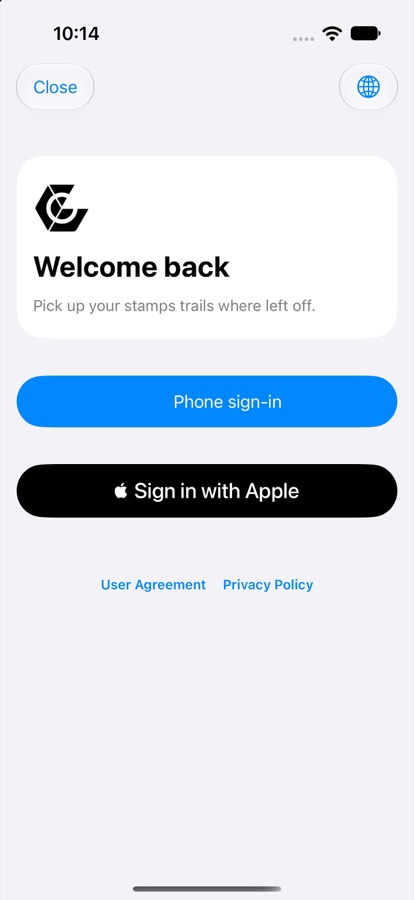 10:14
Close
Welcome back
Pick up your stamps trails where left off.
Phone sign-in
Sign in with Apple
User Agreement Privacy Policy